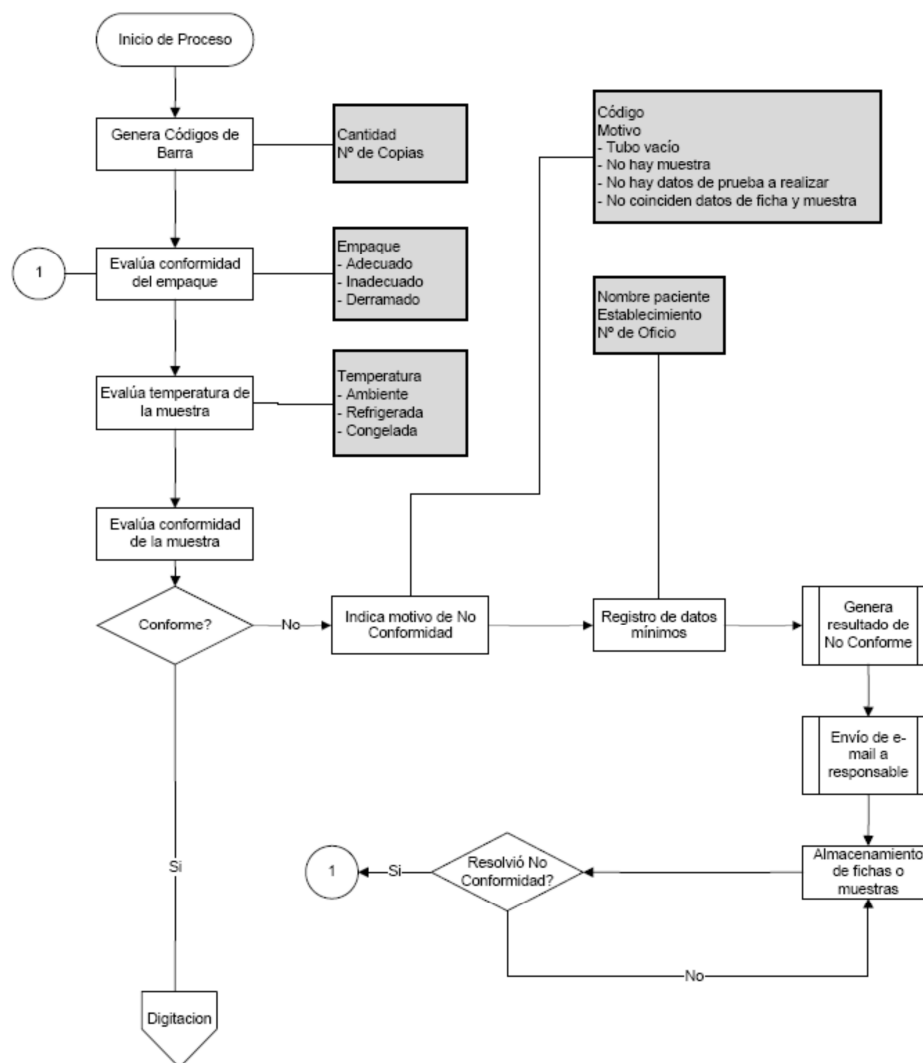 Inicio de Proceso
Genera Códigos de
Barra
Cantidad
Nº de Copias
Código
Motivo
- Tubo vacío
- No hay muestra
- No hay datos de prueba a realizar
- No coinciden datos de ficha y muestra
1
Evalúa conformidad
del empaque
Empaque
- Adecuado
- Inadecuado
- Derramado
Nombre paciente
Establecimiento
Nº de Oficio
Evalúa temperatura de
la muestra
Temperatura
- Ambiente
- Refrigerada
- Congelada
Evalúa conformidad
de la muestra
Conforme?
No
Indica motivo de No
Conformidad
Registro de datos
mínimos
Genera
resultado de
No Conforme
Envío de e-
mail a
responsable
Almacenamiento
de fichas o
muestras
Resolvió No
Conformidad?
Si
1
No
Si
Digitacion